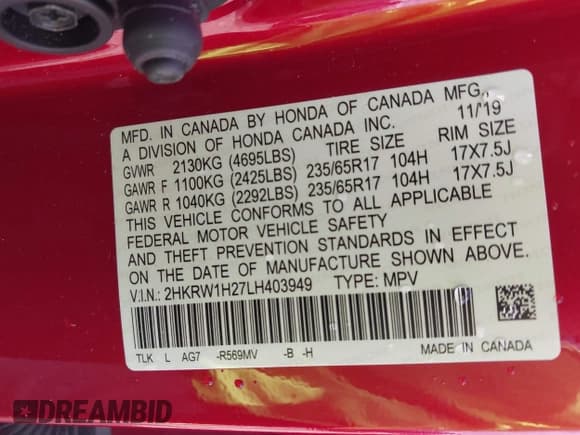 MFD. IN CANADA BY HONDA OF CANADA MFG.,
A DIVISION OF HONDA CANADA INC. 11/19
GVWR 2130KG (4695LBS) TIRE SIZE RIM SIZE
GAWR F 1100KG (2425LBS) 235/65R17 104H 17X7.5J
GAWR R 1040KG (2292LBS) 235/65R17 104H 17X7.5J
THIS VEHICLE CONFORMS TO ALL APPLICABLE
FEDERAL MOTOR VEHICLE SAFETY
AND THEFT PREVENTION STANDARDS IN EFFECT
ON THE DATE OF MANUFACTURE SHOWN ABOVE.
V.I.N.: 2HKRW1H27LH403949 TYPE: MPV
TLK L AG7 -R569MV -B -H MADE IN CANADA
DREAMBID